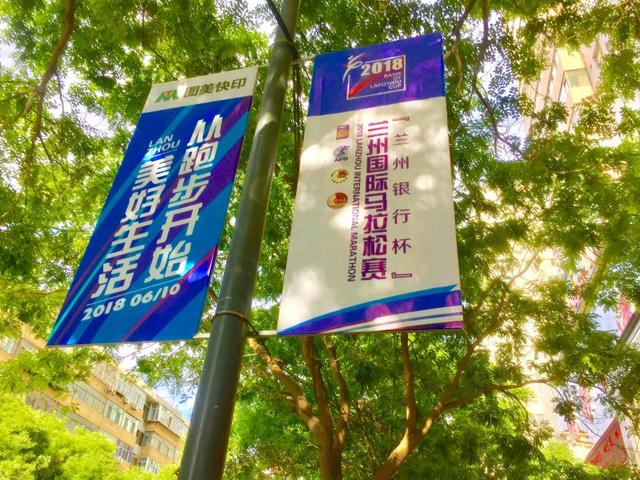 国美快印
LAN
ZHOU
美好生活
从跑步开始
2018 06/10
2018
BANK
OF
LANZHOU
CUP
『兰州银行杯』
兰州国际马拉松赛
2018 LANZHOU INTERNATIONAL MARATHON